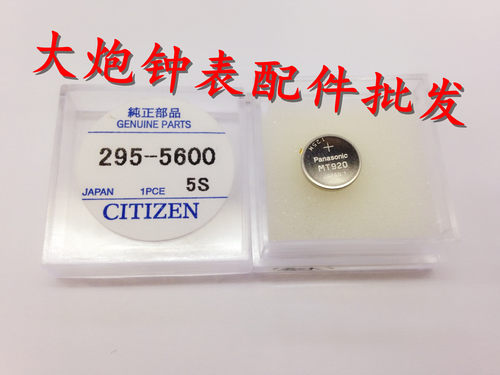 大炮钟表配件批发
純正部品
GENUINE PARTS
295-5600
5S
JAPAN 1PCE
CITIZEN
Panasonic
MT920